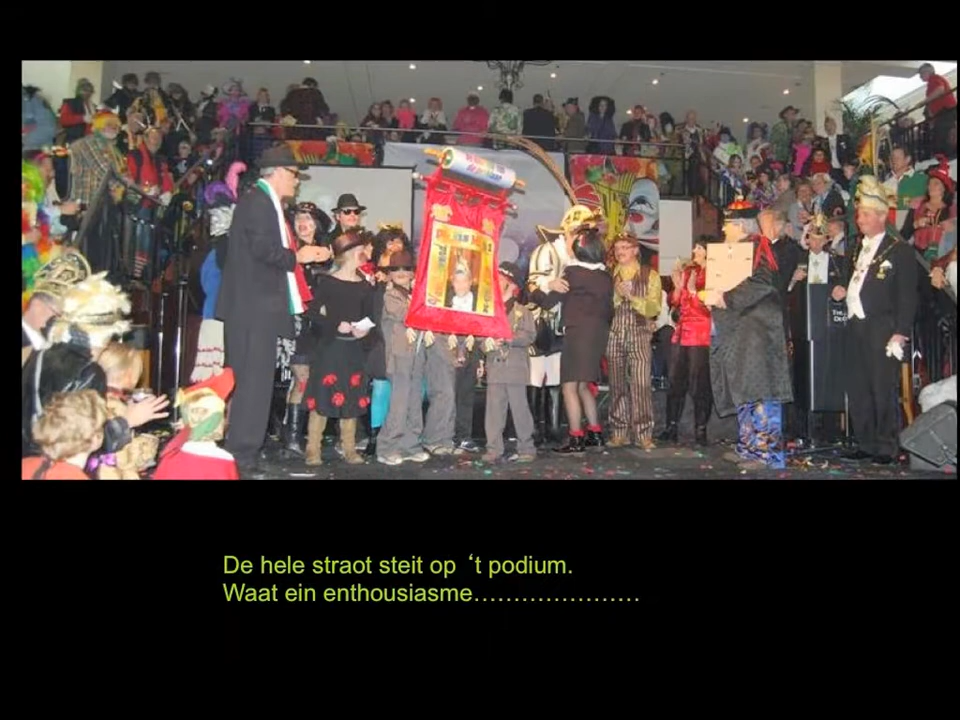 De hele straot steit op ‘t podium.
Waat ein enthousiasme…………………